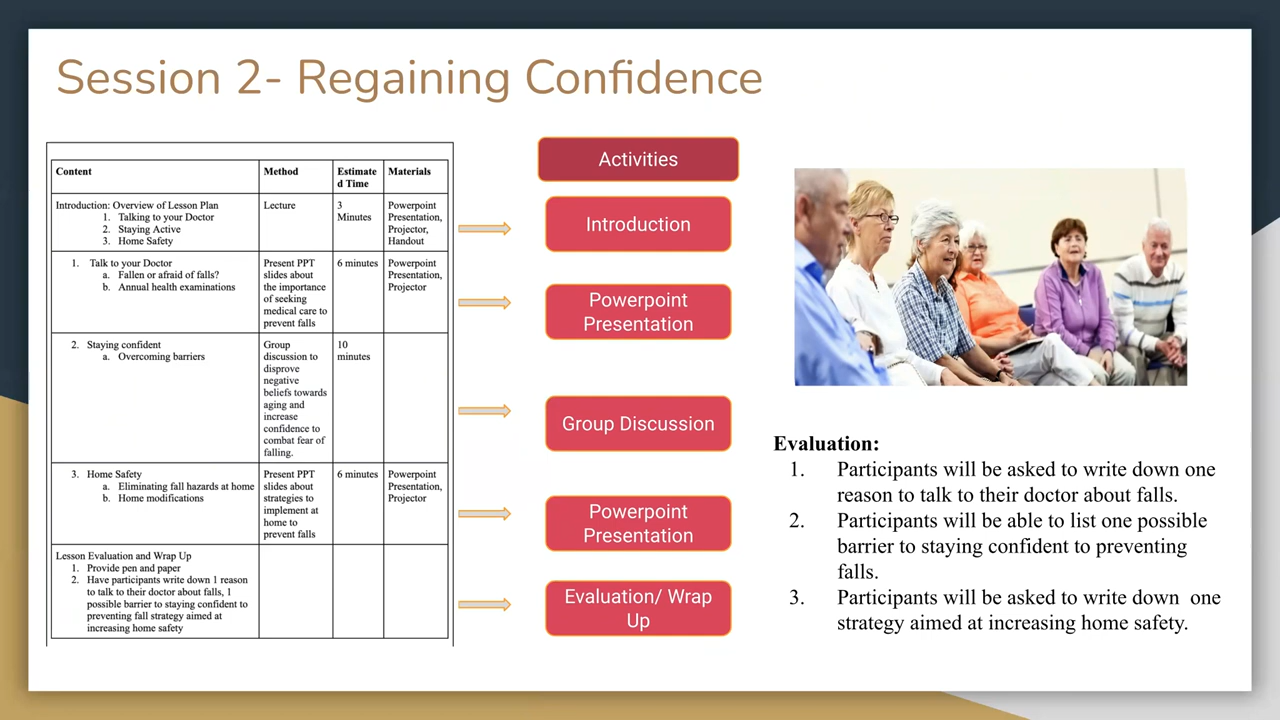 Session 2- Regaining Confidence
Content Method Estimate Materials
d Time
Introduction: Overview of Lesson Plan
1. Talking to your Doctor
2. Staying Active
3. Home Safety
Lecture
3
Minutes
Powerpoint
Presentation,
Projector,
Handout
1. Talk to your Doctor
a. Fallen or afraid of falls?
b. Annual health examinations
Present PPT
slides about
the importance
of seeking
medical care to
prevent falls
6 minutes
Powerpoint
Presentation,
Projector
2. Staying confident
a. Overcoming barriers
Group
discussion to
disprove
negative
beliefs towards
aging and
increase
confidence to
combat fear of
falling.
10
minutes
3. Home Safety
a. Eliminating fall hazards at home
b. Home modifications
Present PPT
slides about
strategies to
implement at
home to
prevent falls
6 minutes
Powerpoint
Presentation,
Projector
Lesson Evaluation and Wrap Up
1. Provide pen and paper
2. Have participants write down 1 reason
to talk to their doctor about falls, 1
possible barrier to staying confident to
preventing fall strategy aimed at
increasing home safety
Activities
Introduction
Powerpoint
Presentation
Group Discussion
Powerpoint
Presentation
Evaluation/ Wrap
Up
Evaluation:
1. Participants will be asked to write down one
reason to talk to their doctor about falls.
2. Participants will be able to list one possible
barrier to staying confident to preventing
falls.
3. Participants will be asked to write down one
strategy aimed at increasing home safety.